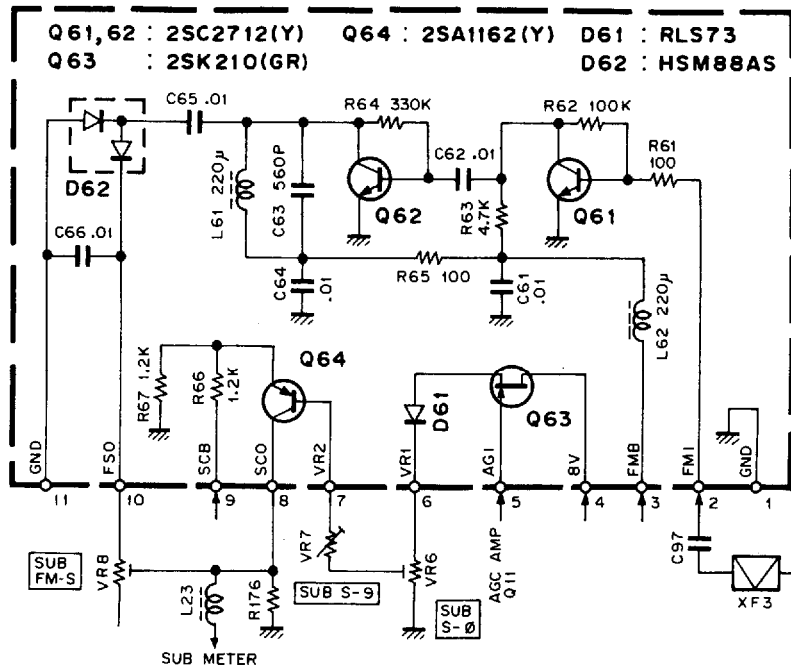 Q61,62 : 2SC2712(Y) Q64 : 2SA1162(Y) D61 : RLS73
Q63 : 2SK210(GR) D62 : HSM88AS
C65 .01
R64 330K
R62 100K
R61
100
D62
L61 220μ
C63 560P
C62 .01
Q62
R63
4.7K
Q61
C66 .01
C64
.01
R65 100
C61
.01
L62 220μ
R67 1.2K
R66
1.2K
Q64
D61
Q63
GND
FSO
SCB
SCO
VR2
VR1
AGI
8V
FMB
FMI
GND
11
10
9
8
7
6
5
4
3
2
1
SUB
FM-S
VR8
L23
R176
VR7
SUB S-9
VR6
SUB
S-Ø
AGC AMP
Q11
C97
XF3
SUB METER